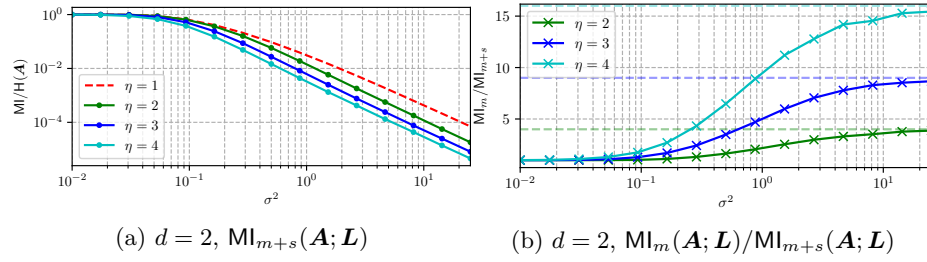 10^0
10^{-2}
10^{-4}
MI/H(A)
η = 1
η = 2
η = 3
η = 4
10^{-2} 10^{-1} 10^0 10^1
σ^2
(a) d = 2, MI_{m+s}(A; L)
15
10
5
MI_m/MI_{m+s}
η = 2
η = 3
η = 4
10^{-2} 10^{-1} 10^0 10^1
σ^2
(b) d = 2, MI_m(A; L)/MI_{m+s}(A; L)